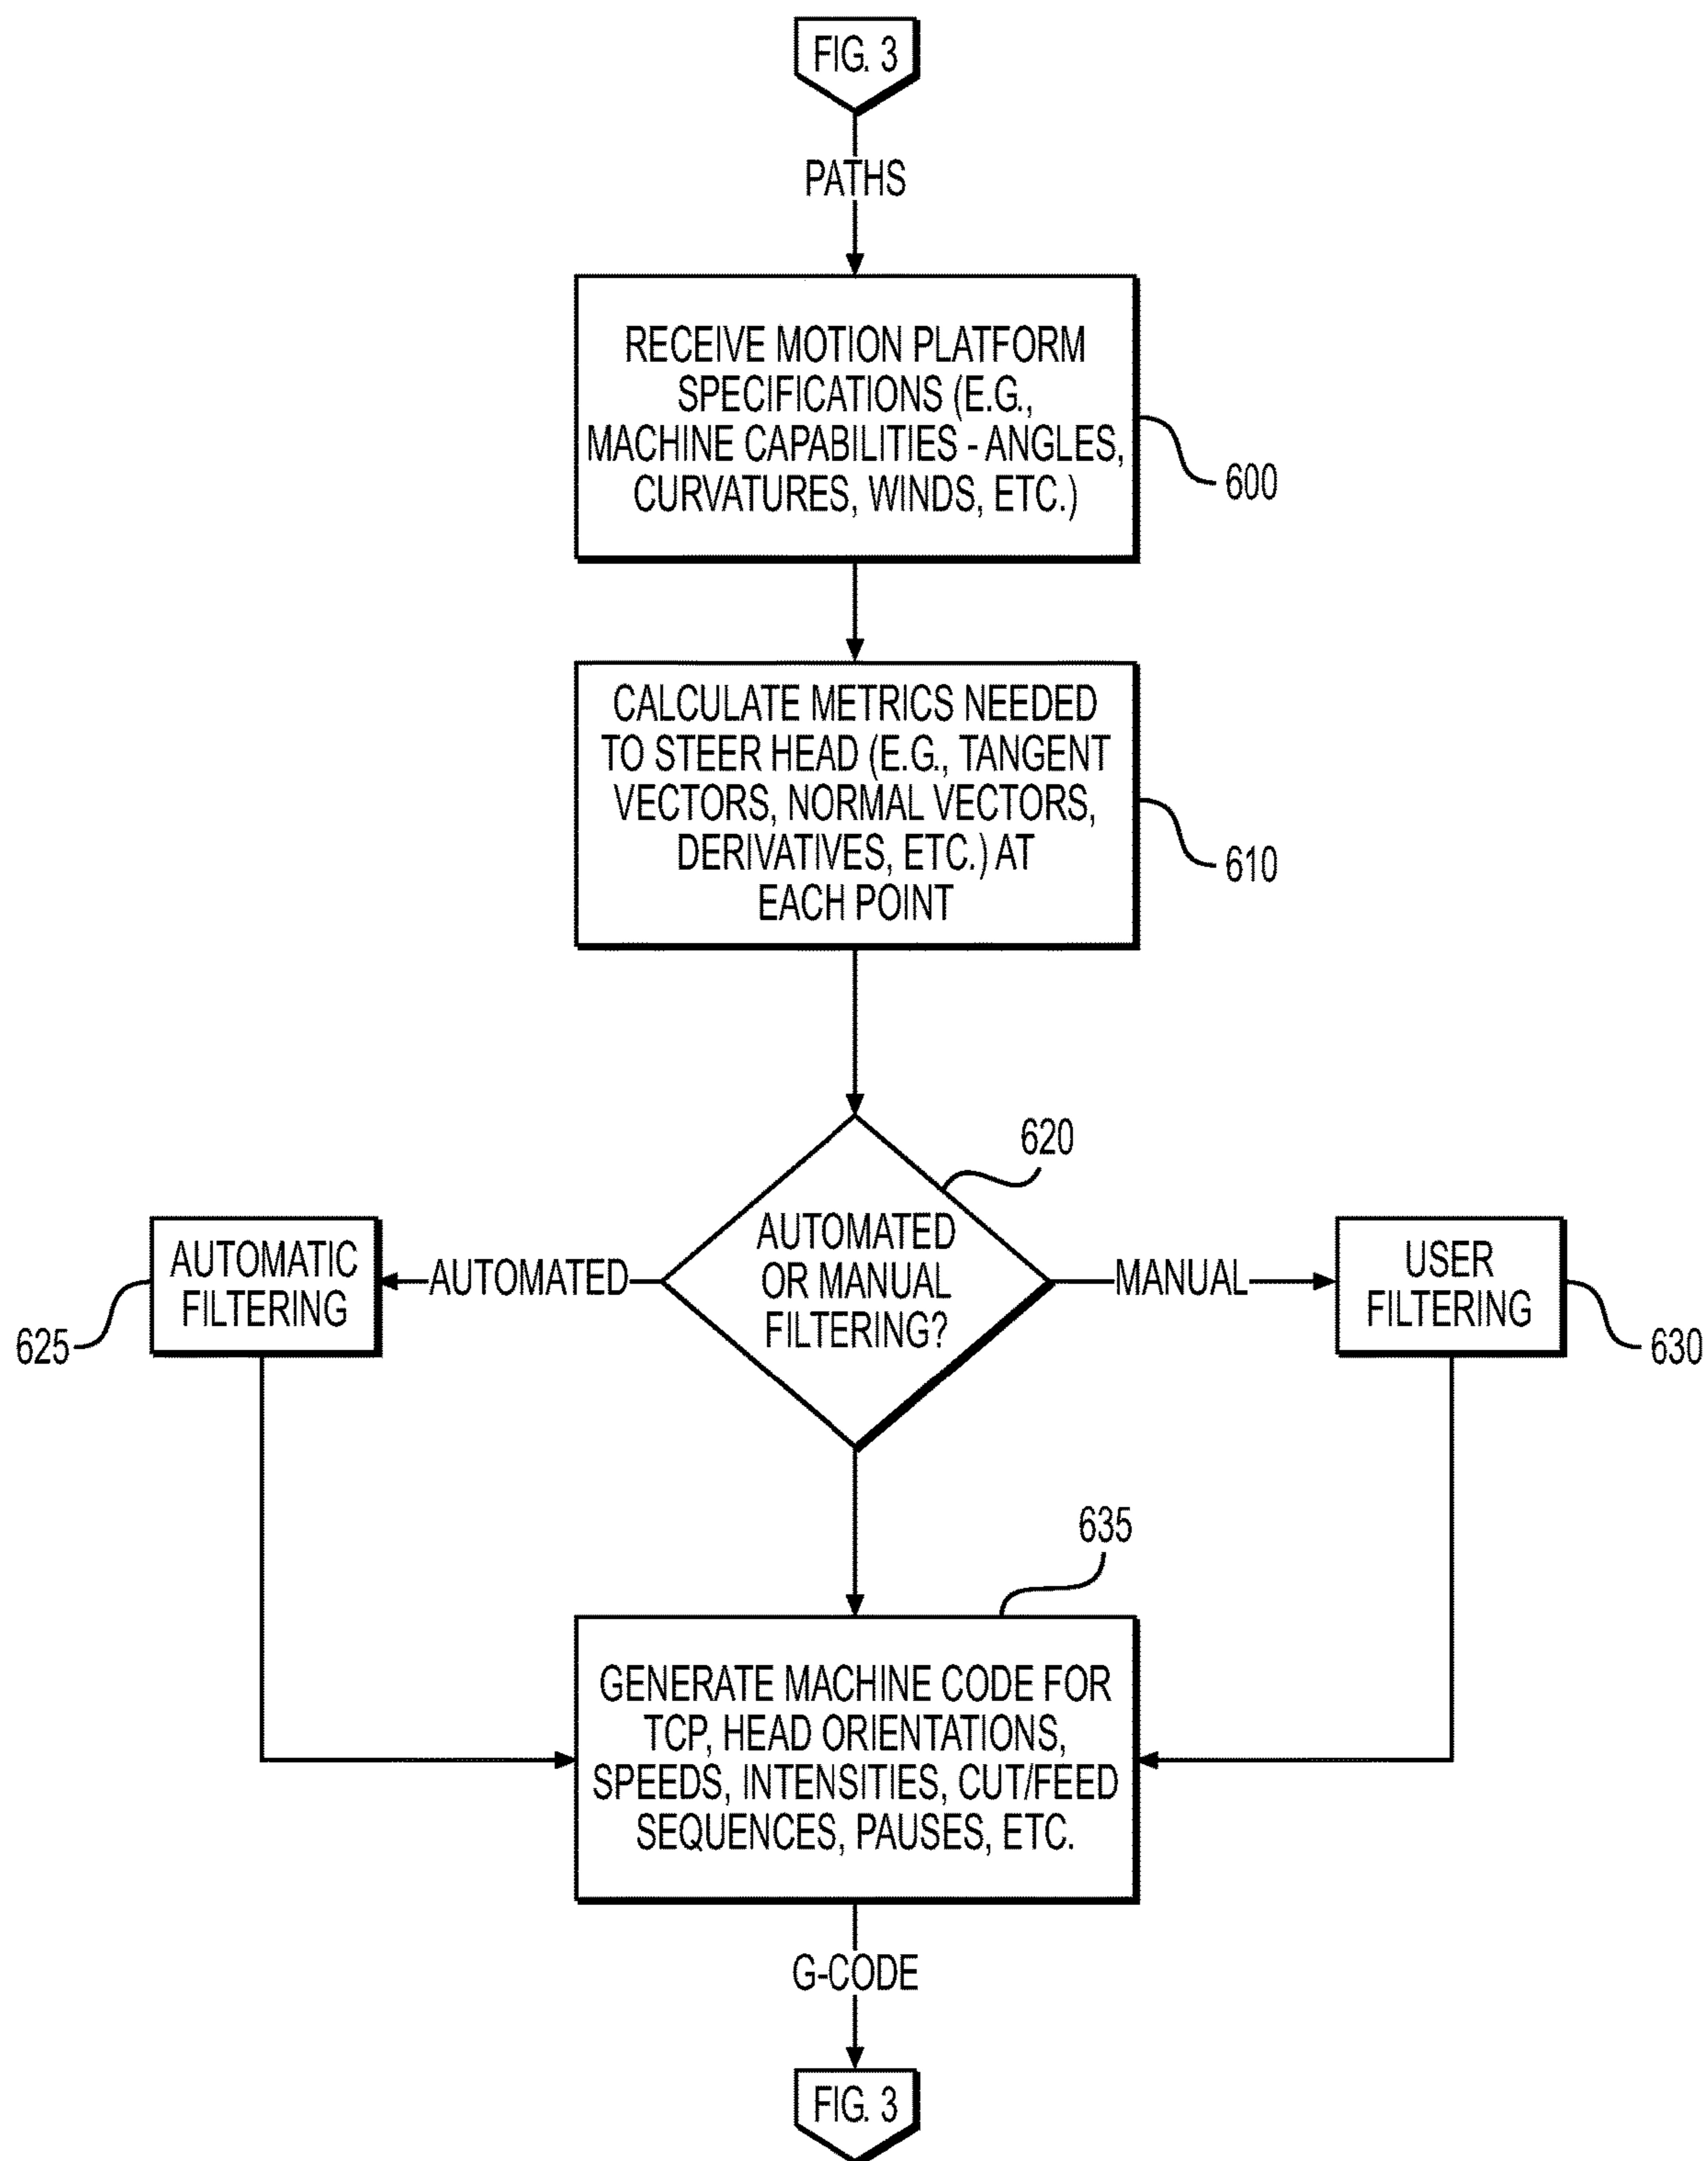 FIG. 3
PATHS
RECEIVE MOTION PLATFORM
SPECIFICATIONS (E.G.,
MACHINE CAPABILITIES - ANGLES,
CURVATURES, WINDS, ETC.)
600
CALCULATE METRICS NEEDED
TO STEER HEAD (E.G., TANGENT
VECTORS, NORMAL VECTORS,
DERIVATIVES, ETC.) AT
EACH POINT
610
620
AUTOMATED
OR MANUAL
FILTERING?
AUTOMATED
AUTOMATIC
FILTERING
625
MANUAL
USER
FILTERING
630
635
GENERATE MACHINE CODE FOR
TCP, HEAD ORIENTATIONS,
SPEEDS, INTENSITIES, CUT/FEED
SEQUENCES, PAUSES, ETC.
G-CODE
FIG. 3